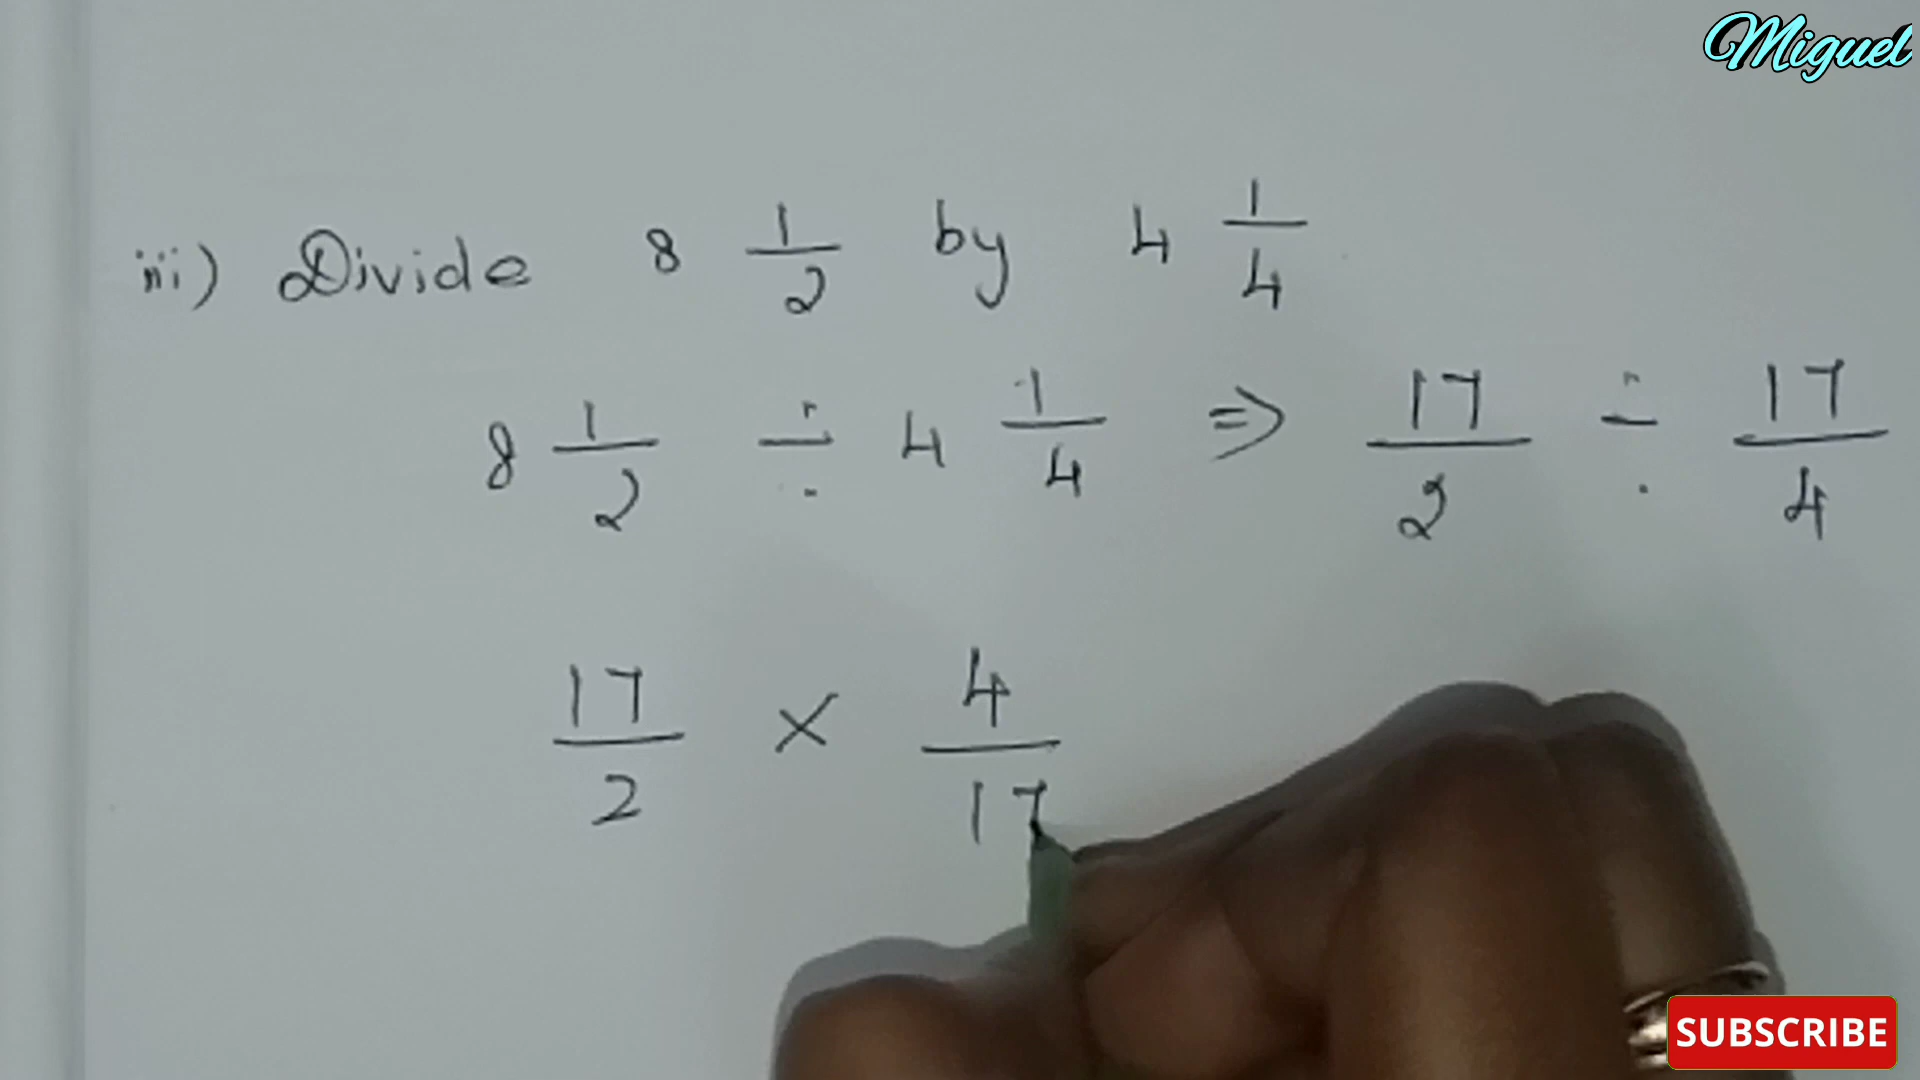 Miguel
iii) Divide 8 1/2 by 4 1/4
8 1/2 ÷ 4 1/4 ⇒ 17/2 ÷ 17/4
17/2 × 4/17
SUBSCRIBE